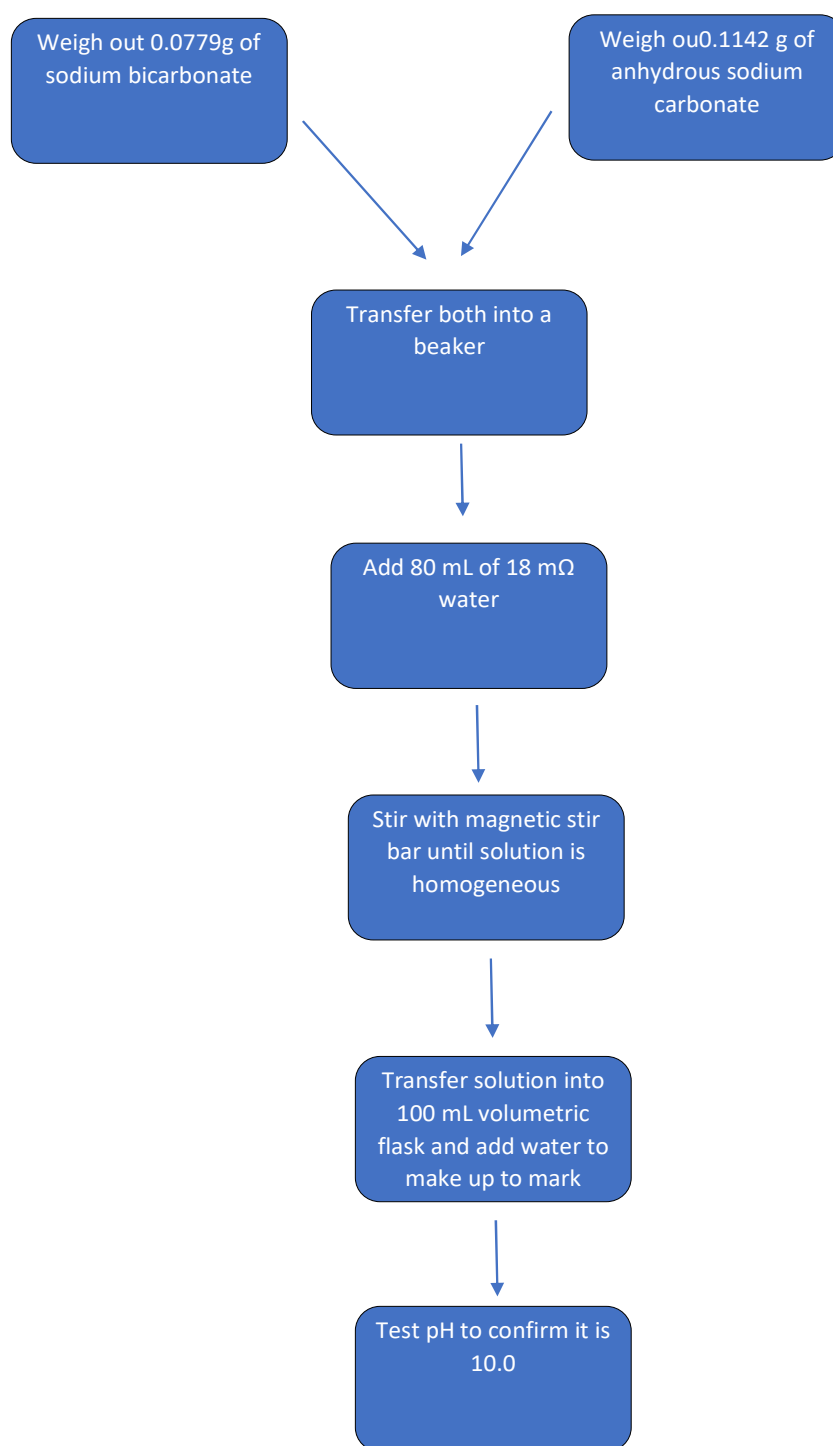 Weigh out 0.0779g of
sodium bicarbonate
Weigh ou0.1142 g of
anhydrous sodium
carbonate
Transfer both into a
beaker
Add 80 mL of 18 mΩ
water
Stir with magnetic stir
bar until solution is
homogeneous
Transfer solution into
100 mL volumetric
flask and add water to
make up to mark
Test pH to confirm it is
10.0